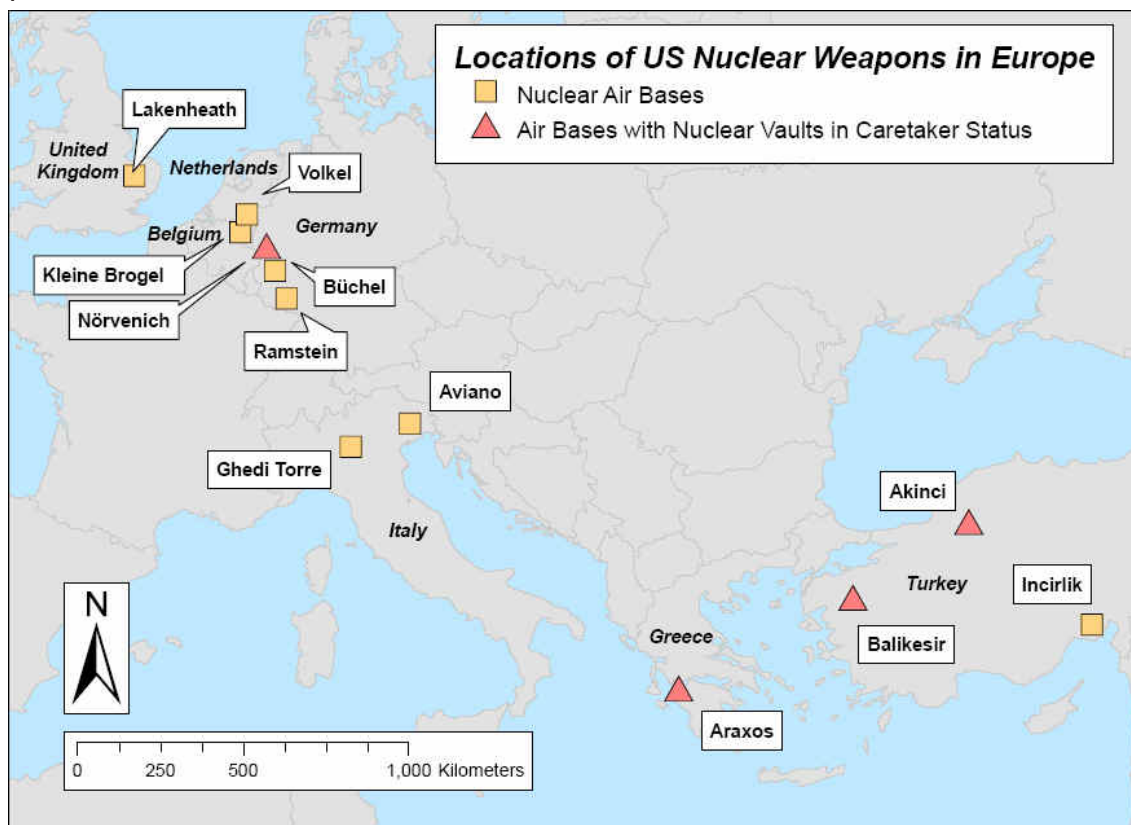 Locations of US Nuclear Weapons in Europe
Nuclear Air Bases
Air Bases with Nuclear Vaults in Caretaker Status
Lakenheath
United
Kingdom
Netherlands
Volkel
Belgium
Germany
Kleine Brogel
Büchel
Nörvenich
Ramstein
Aviano
Ghedi Torre
Italy
Akinci
Turkey
Incirlik
Greece
Balikesir
Araxos
N
0 250 500 1,000 Kilometers